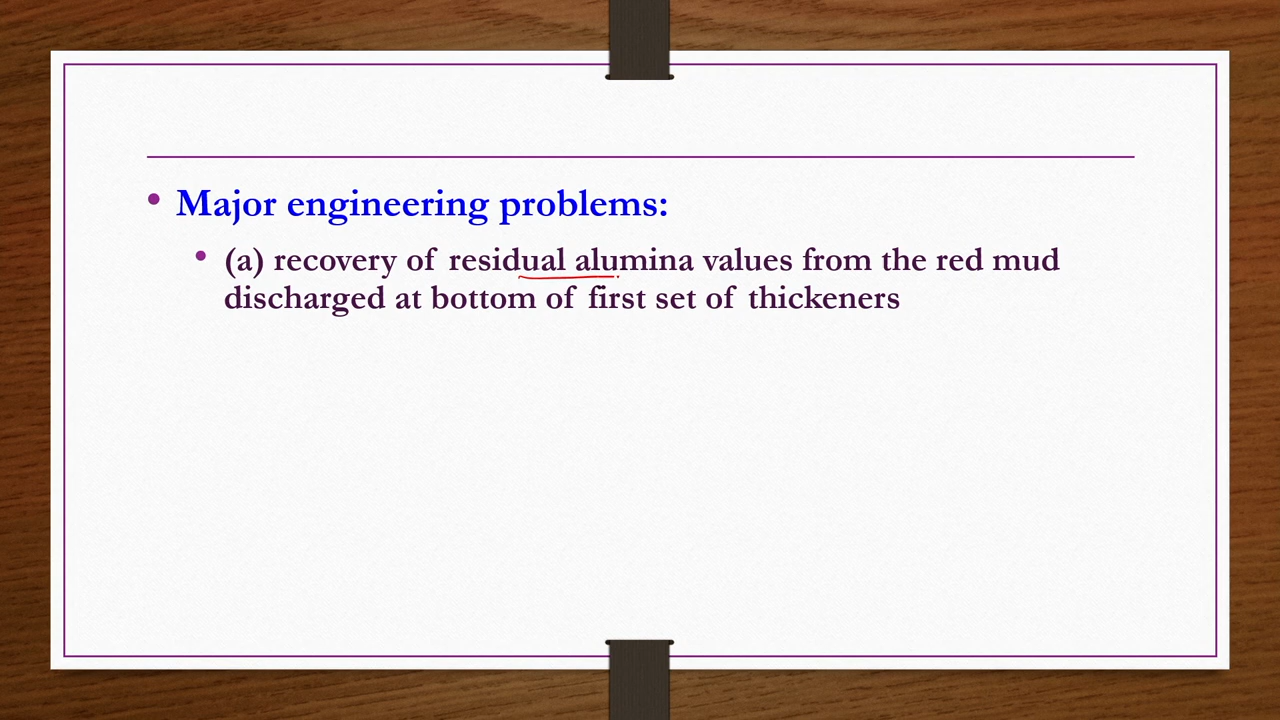 • Major engineering problems:
• (a) recovery of residual alumina values from the red mud
discharged at bottom of first set of thickeners